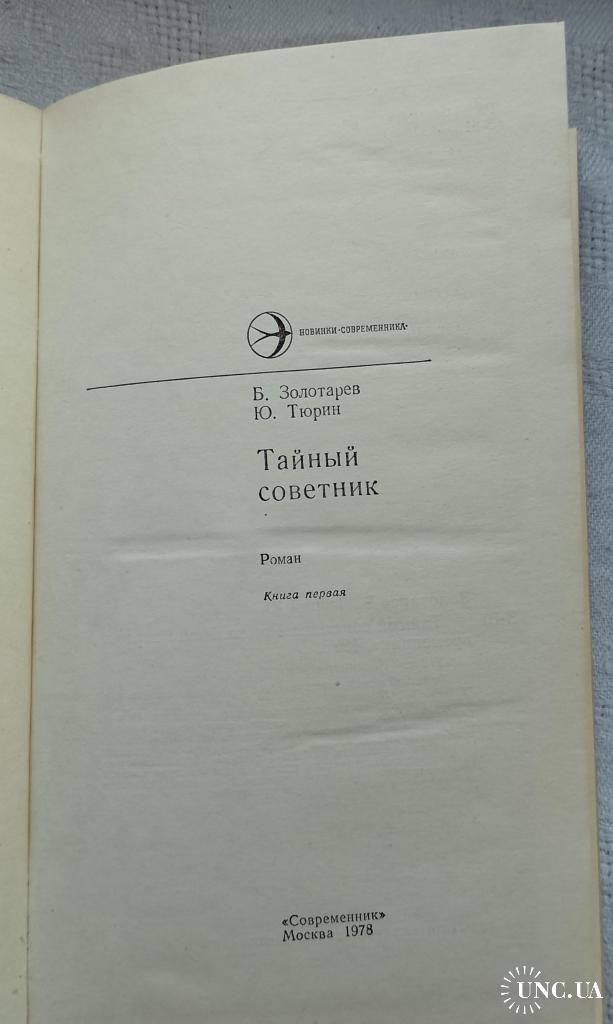 НОВИНКИ·СОВРЕМЕННИКА·
Б. Золотарев
Ю. Тюрин
Тайный
советник
Роман
Книга первая
«Современник»
Москва 1978
UNC.UA